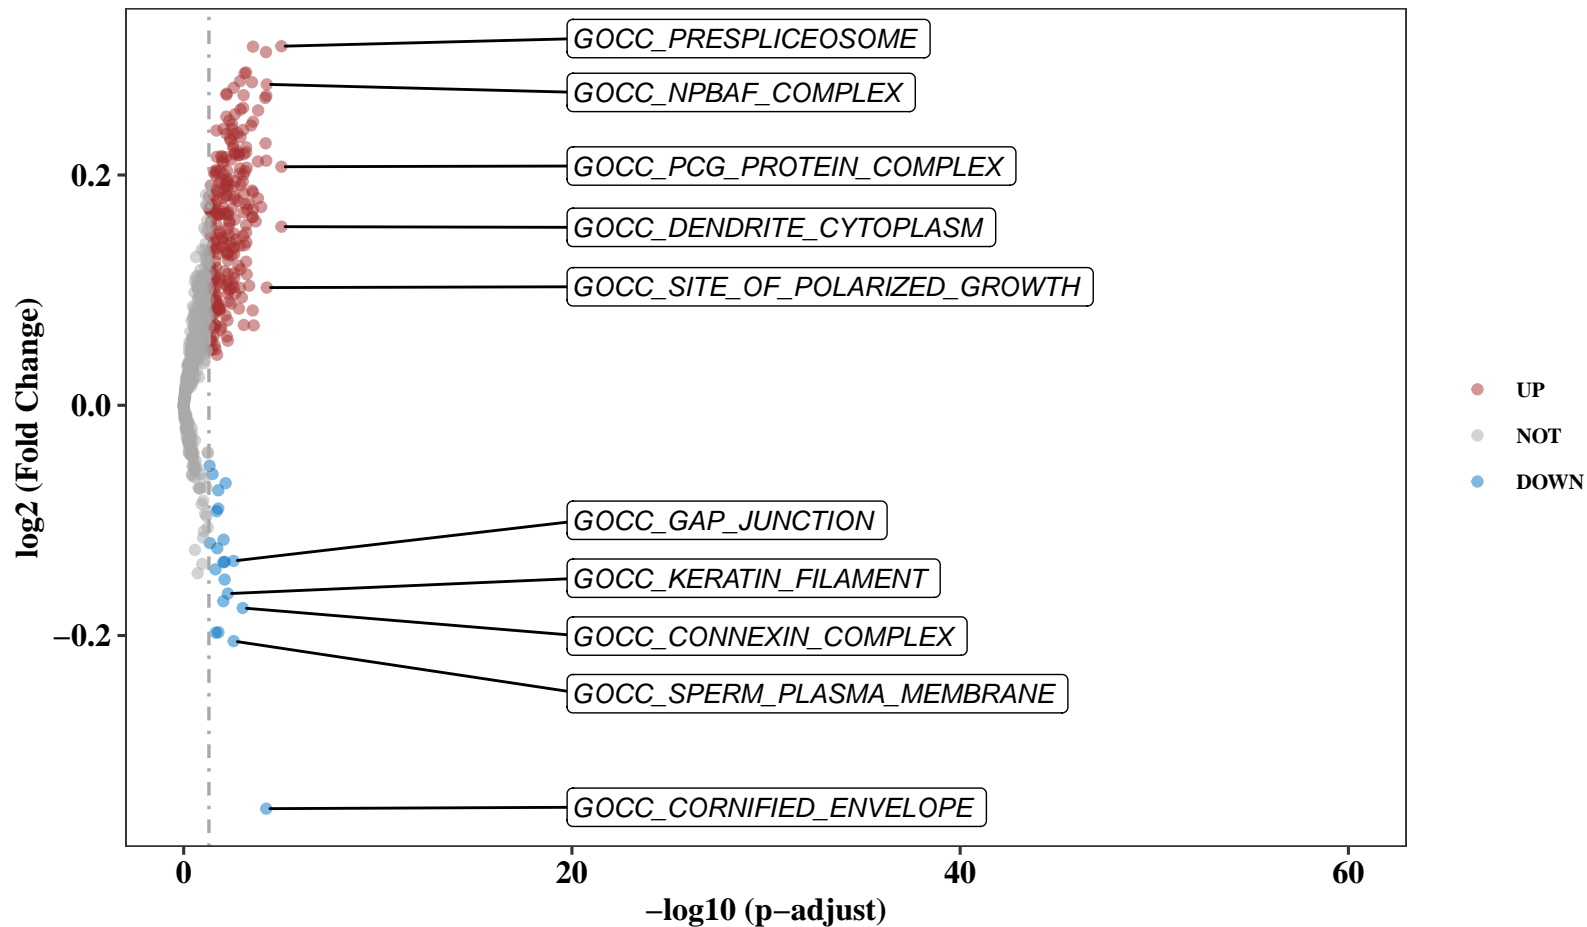 GOCC_PRESPLICEOSOME
GOCC_NPBAF_COMPLEX
GOCC_PCG_PROTEIN_COMPLEX
GOCC_DENDRITE_CYTOPLASM
GOCC_SITE_OF_POLARIZED_GROWTH
GOCC_GAP_JUNCTION
GOCC_KERATIN_FILAMENT
GOCC_CONNEXIN_COMPLEX
GOCC_SPERM_PLASMA_MEMBRANE
GOCC_CORNIFIED_ENVELOPE
0.2
0.0
−0.2
log2 (Fold Change)
0 20 40 60
−log10 (p−adjust)
UP
NOT
DOWN